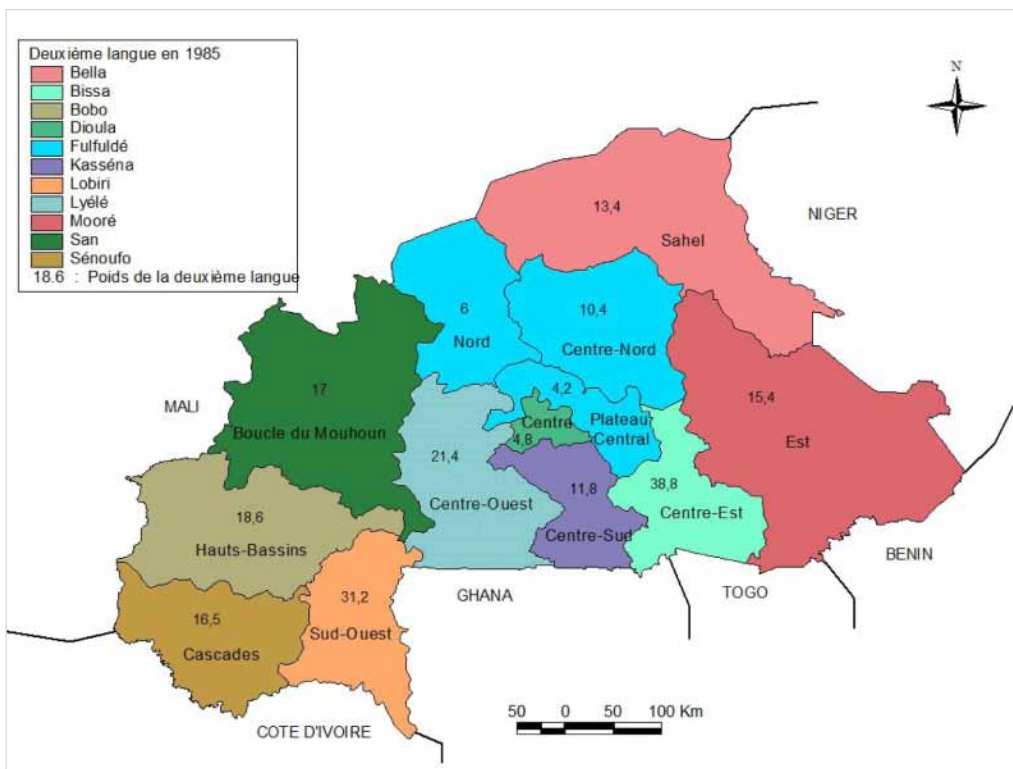 Deuxième langue en 1985
Bella
Bissa
Bobo
Dioula
Fulfuldé
Kasséna
Lobiri
Lyélé
Mooré
San
Sénoufo
18.6 : Poids de la deuxième langue
N
NIGER
13,4
Sahel
6
Nord
10,4
Centre-Nord
MALI
17
Boucle du Mouhoun
4,2
Plateau
Central
Centre
4,8
15,4
Est
21,4
Centre-Ouest
11,8
Centre-Sud
38,8
Centre-Est
18,6
Hauts-Bassins
BENIN
TOGO
GHANA
31,2
Sud-Ouest
16,5
Cascades
COTE D'IVOIRE
50 0 50 100 Km